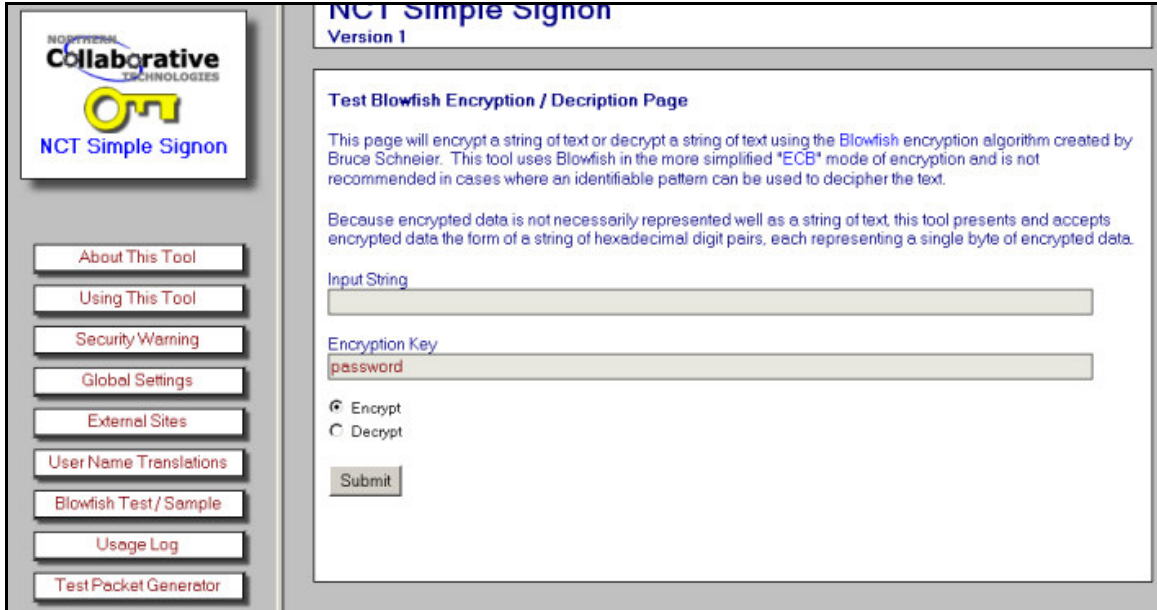 NORTHERN
Collaborative
TECHNOLOGIES
NCT Simple Signon
About This Tool
Using This Tool
Security Warning
Global Settings
External Sites
User Name Translations
Blowfish Test / Sample
Usage Log
Test Packet Generator
NCT Simple Signon
Version 1
Test Blowfish Encryption / Decription Page
This page will encrypt a string of text or decrypt a string of text using the Blowfish encryption algorithm created by
Bruce Schneier. This tool uses Blowfish in the more simplified "ECB" mode of encryption and is not
recommended in cases where an identifiable pattern can be used to decipher the text.
Because encrypted data is not necessarily represented well as a string of text, this tool presents and accepts
encrypted data the form of a string of hexadecimal digit pairs, each representing a single byte of encrypted data.
Input String
Encryption Key
password
Encrypt
Decrypt
Submit